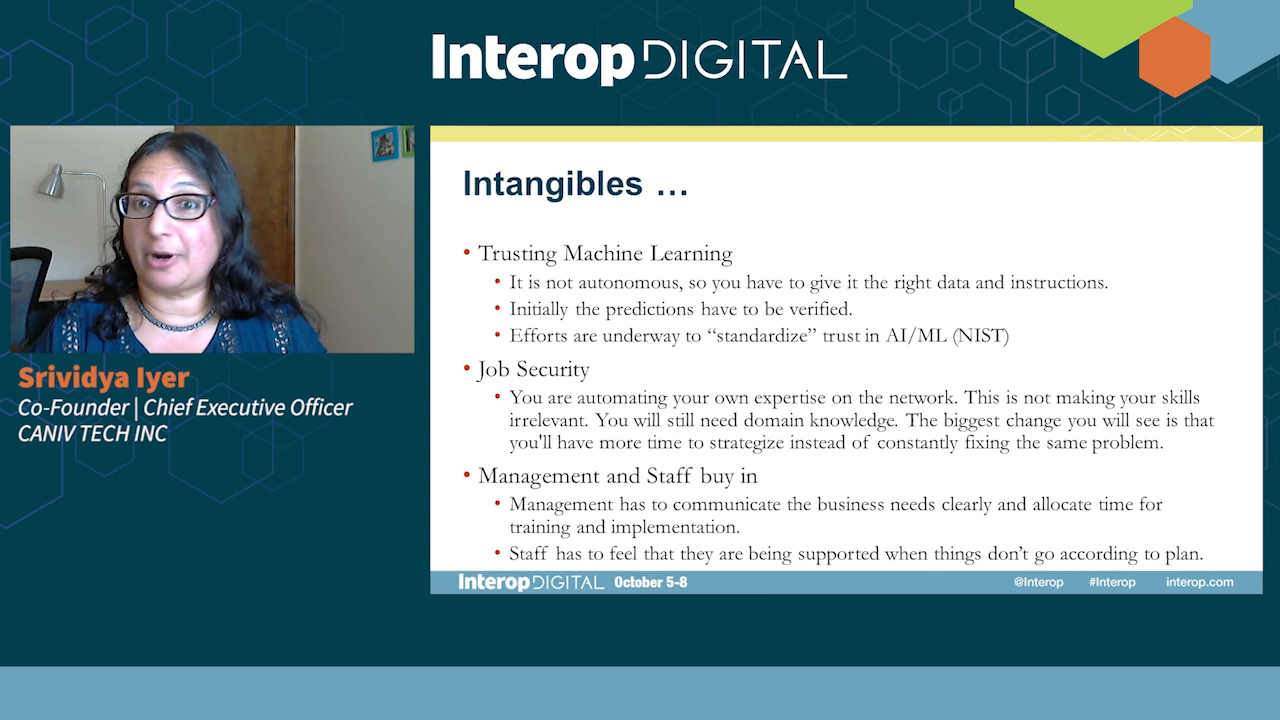 Interop DIGITAL
Srividya Iyer
Co-Founder | Chief Executive Officer
CANIV TECH INC
Intangibles …
• Trusting Machine Learning
• It is not autonomous, so you have to give it the right data and instructions.
• Initially the predictions have to be verified.
• Efforts are underway to “standardize” trust in AI/ML (NIST)
• Job Security
• You are automating your own expertise on the network. This is not making your skills
irrelevant. You will still need domain knowledge. The biggest change you will see is that
you'll have more time to strategize instead of constantly fixing the same problem.
• Management and Staff buy in
• Management has to communicate the business needs clearly and allocate time for
training and implementation.
• Staff has to feel that they are being supported when things don’t go according to plan.
Interop DIGITAL October 5-8 @Interop #Interop interop.com